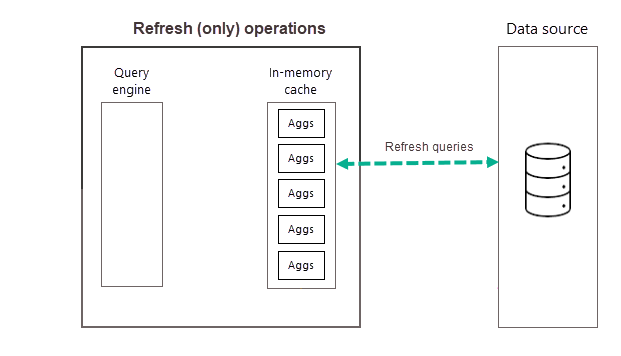 Refresh (only) operations
Data source
Query
engine
In-memory
cache
Aggs
Aggs
Aggs
Aggs
Aggs
Refresh queries